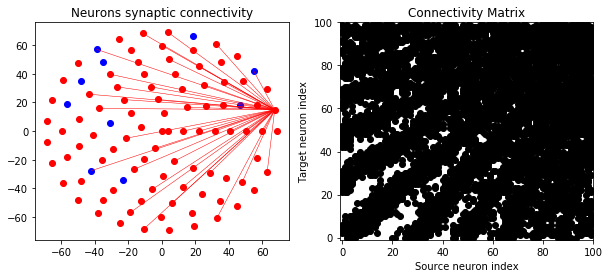 Neurons synaptic connectivity
60
40
20
0
−20
−40
−60
−60 −40 −20 0 20 40 60
Connectivity Matrix
Target neuron index
100
80
60
40
20
0
0 20 40 60 80 100
Source neuron index